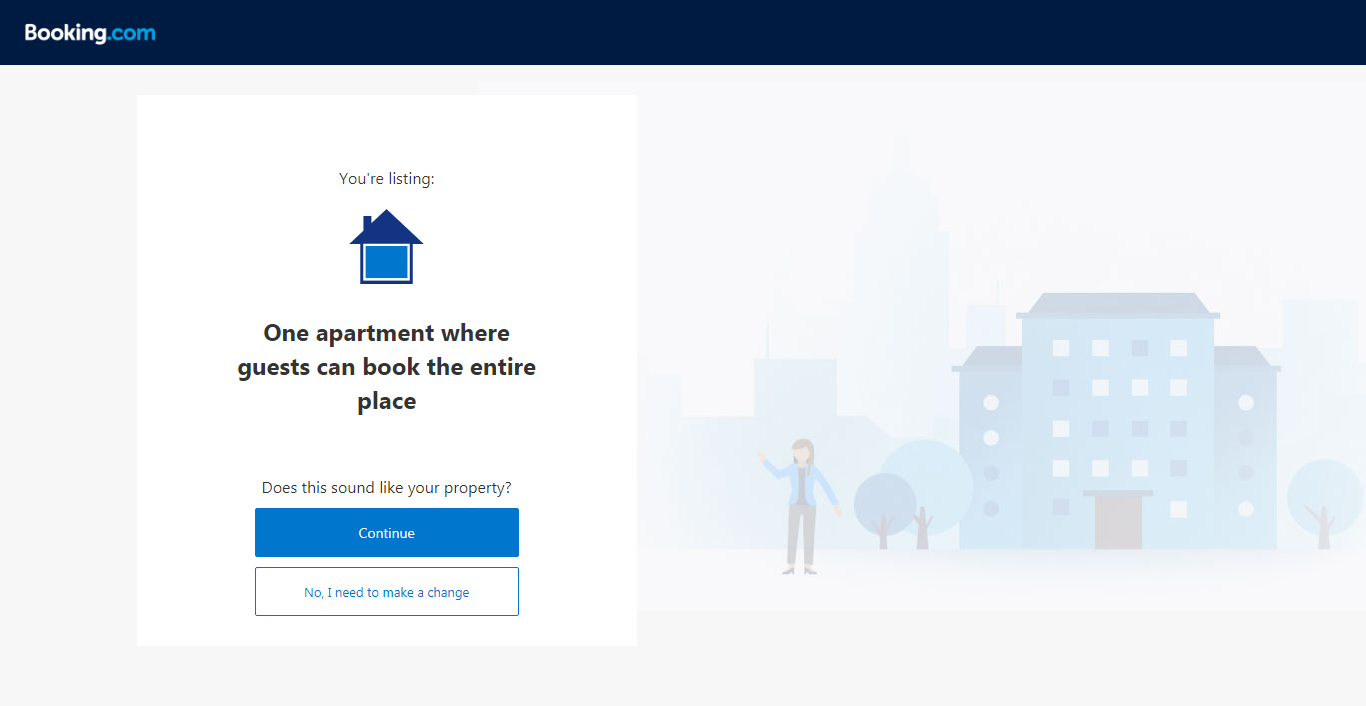 Booking.com
You're listing:
One apartment where
guests can book the entire
place
Does this sound like your property?
Continue
No, I need to make a change